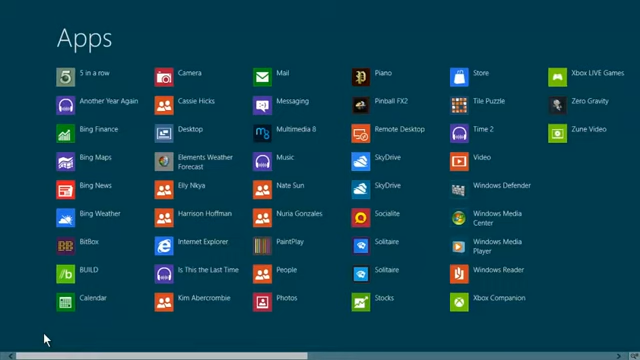 Apps
5 in a row
Another Year Again
Bing Finance
Bing Maps
Bing News
Bing Weather
BitBox
BUILD
Calendar
Camera
Cassie Hicks
Desktop
Elements Weather
Forecast
Elly Nkya
Harrison Hoffman
Internet Explorer
Is This the Last Time
Kim Abercrombie
Mail
Messaging
Multimedia 8
Music
Nate Sun
Nuria Gonzales
PaintPlay
People
Photos
Piano
Pinball FX2
Remote Desktop
SkyDrive
SkyDrive
Socialite
Solitaire
Solitaire
Stocks
Store
Tile Puzzle
Time 2
Video
Windows Defender
Windows Media
Center
Windows Media
Player
Windows Reader
Xbox Companion
Xbox LIVE Games
Zero Gravity
Zune Video